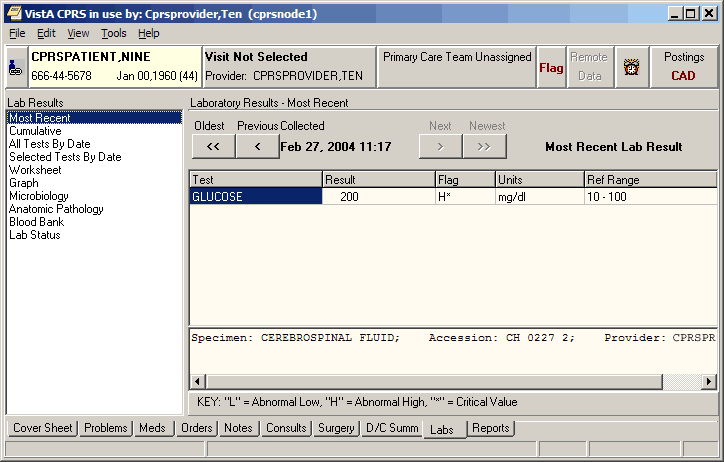 VistA CPRS in use by: Cprsprovider,Ten (cprsnode1)
File Edit View Tools Help
CPRSPATIENT,NINE
666-44-5678 Jan 00,1960 (44)
Visit Not Selected
Provider: CPRSPROVIDER,TEN
Primary Care Team Unassigned
Flag
Remote
Data
Postings
CAD
Lab Results
Most Recent
Cumulative
All Tests By Date
Selected Tests By Date
Worksheet
Graph
Microbiology
Anatomic Pathology
Blood Bank
Lab Status
Laboratory Results - Most Recent
Oldest Previous Collected Next Newest
<< < Feb 27, 2004 11:17 > >> Most Recent Lab Result
Test Result Flag Units Ref Range
GLUCOSE 200 H* mg/dl 10 - 100
Specimen: CEREBROSPINAL FLUID; Accession: CH 0227 2; Provider: CPRSPR
KEY: "L" = Abnormal Low, "H" = Abnormal High, "*" = Critical Value
Cover Sheet Problems Meds Orders Notes Consults Surgery D/C Summ Labs Reports